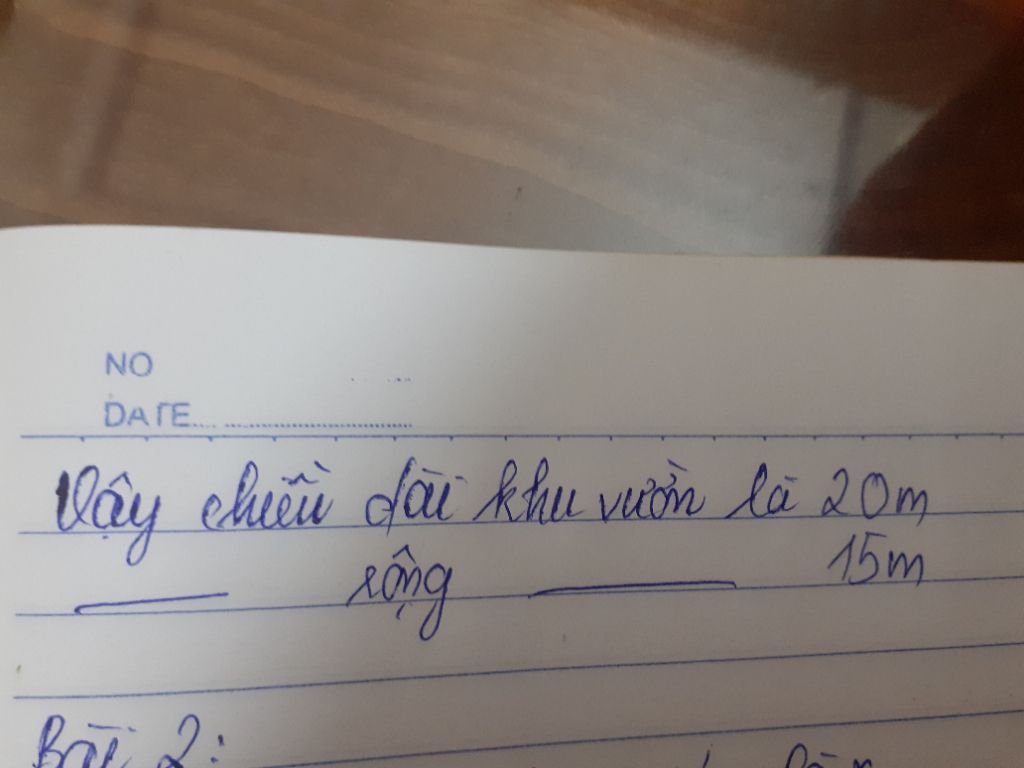 NO
DATE
Vậy chiều dài khu vườn là 20m
rộng 15m
Bài 2: